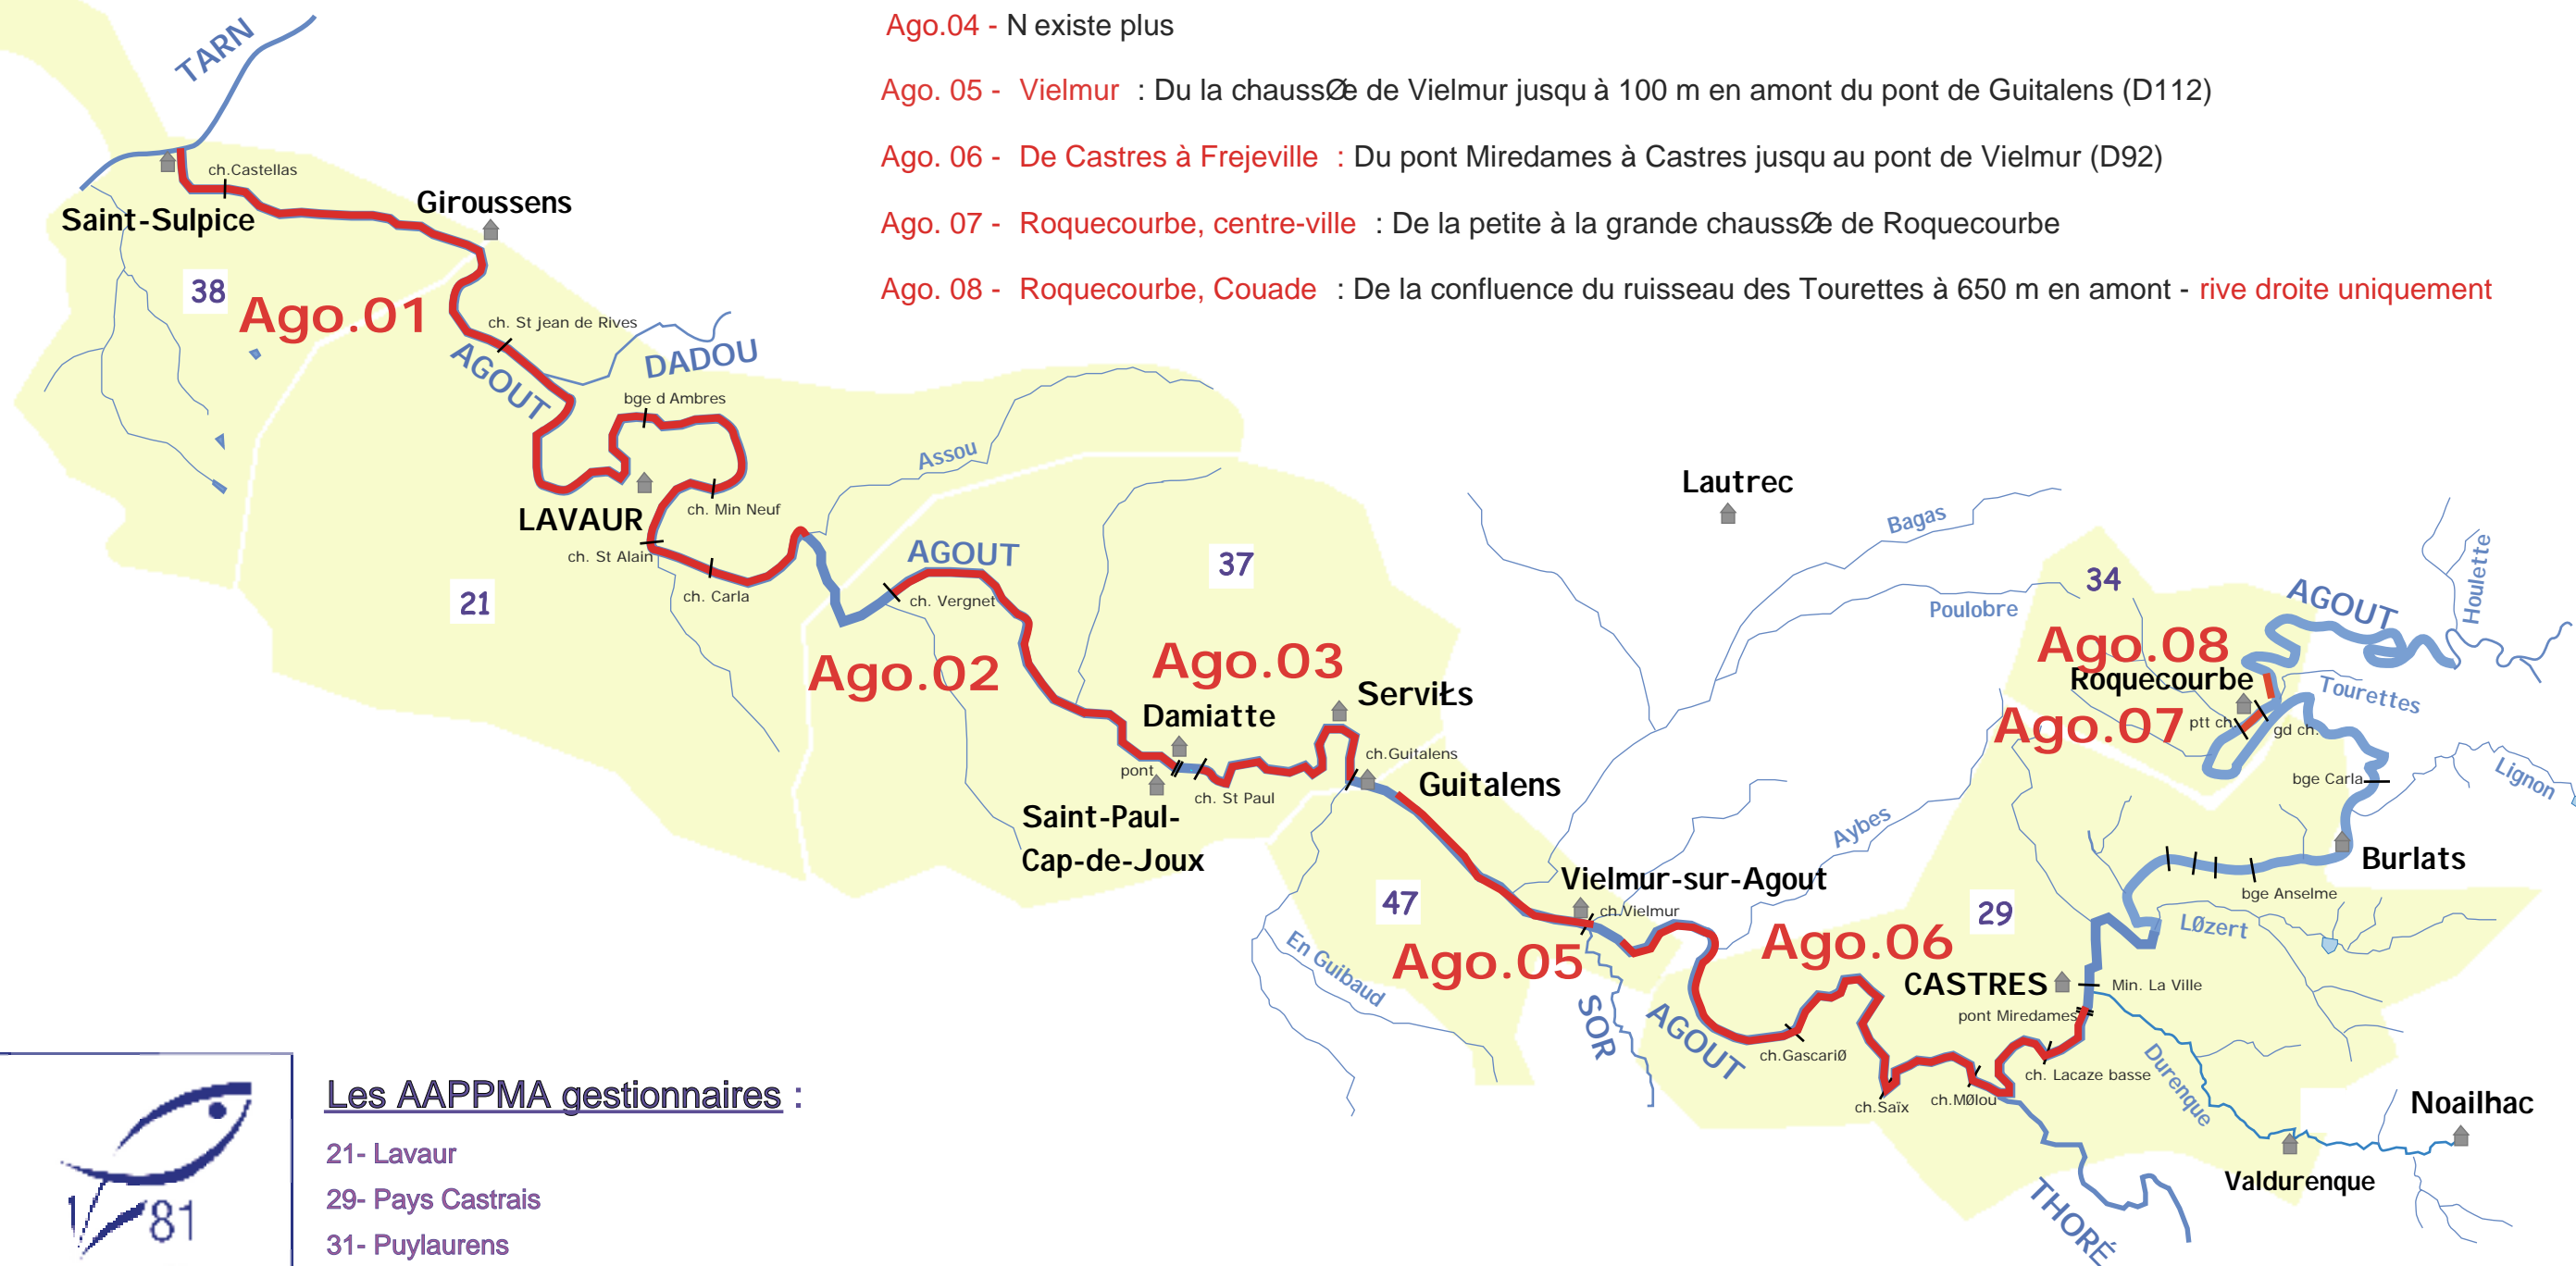 Ago.04 - N existe plus
Ago. 05 - Vielmur : Du la chaussØe de Vielmur jusqu à 100 m en amont du pont de Guitalens (D112)
Ago. 06 - De Castres à Frejeville : Du pont Miredames à Castres jusqu au pont de Vielmur (D92)
Ago. 07 - Roquecourbe, centre-ville : De la petite à la grande chaussØe de Roquecourbe
Ago. 08 - Roquecourbe, Couade : De la confluence du ruisseau des Tourettes à 650 m en amont - rive droite uniquement
TARN
ch.Castellas
Saint-Sulpice
Giroussens
38
Ago.01
ch. St jean de Rives
AGOUT
DADOU
bge d Ambres
Assou
LAVAUR
ch. Min Neuf
ch. St Alain
ch. Carla
21
AGOUT
ch. Vergnet
37
Ago.02
Ago.03
ServiŁs
Damiatte
pont
ch. St Paul
Saint-Paul-
Cap-de-Joux
ch.Guitalens
Guitalens
Lautrec
Bagas
Poulobre
34
AGOUT
Houlette
Ago.08
Roquecourbe
Tourettes
Ago.07
ptt ch.
gd ch.
bge Carla
Lignon
Aybes
Burlats
bge Anselme
Vielmur-sur-Agout
ch.Vielmur
47
Ago.05
En Guibaud
SOR
AGOUT
Ago.06
29
LØzert
CASTRES
Min. La Ville
pont Miredames
ch.GascariØ
ch. Lacaze basse
ch.Saïx
ch.MØlou
Durenque
Noailhac
Valdurenque
THORÉ
81
Les AAPPMA gestionnaires :
21- Lavaur
29- Pays Castrais
31- Puylaurens